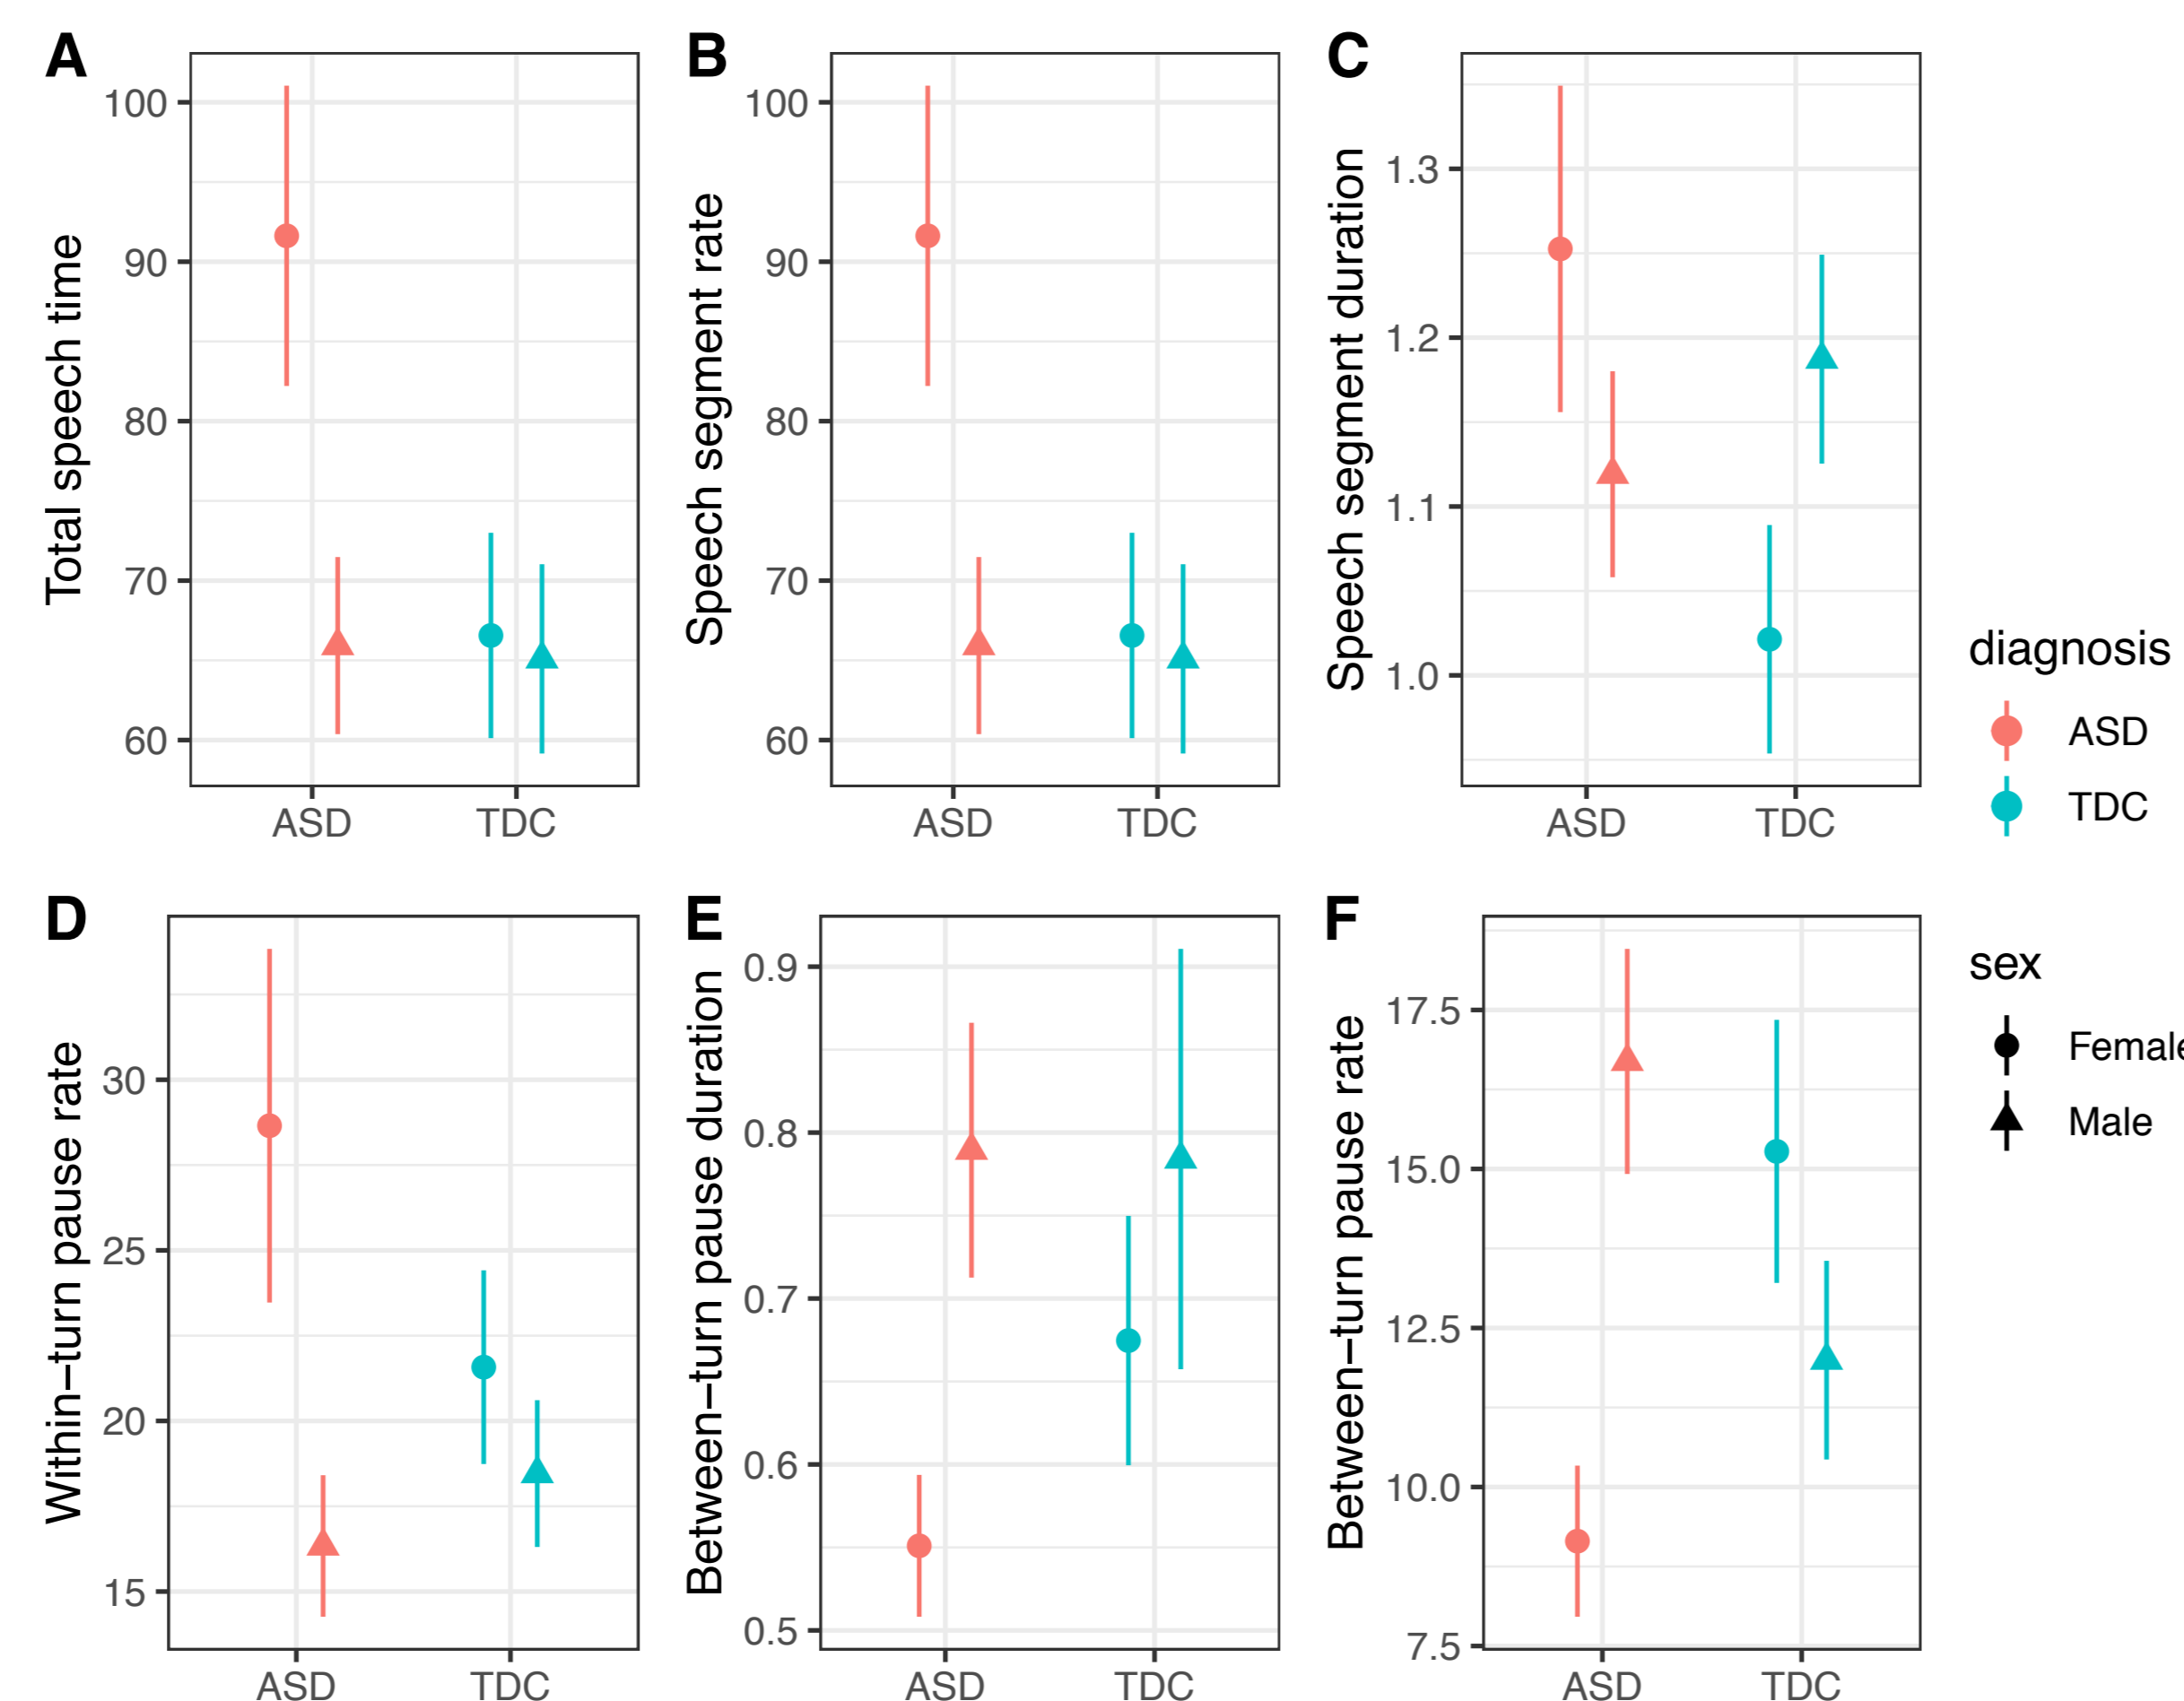 A
Total speech time
100
90
80
70
60
ASD TDC
B
Speech segment rate
100
90
80
70
60
ASD TDC
C
Speech segment duration
1.3
1.2
1.1
1.0
ASD TDC
diagnosis
ASD
TDC
D
Within–turn pause rate
30
25
20
15
ASD TDC
E
Between–turn pause duration
0.9
0.8
0.7
0.6
0.5
ASD TDC
F
Between–turn pause rate
17.5
15.0
12.5
10.0
7.5
ASD TDC
sex
Female
Male